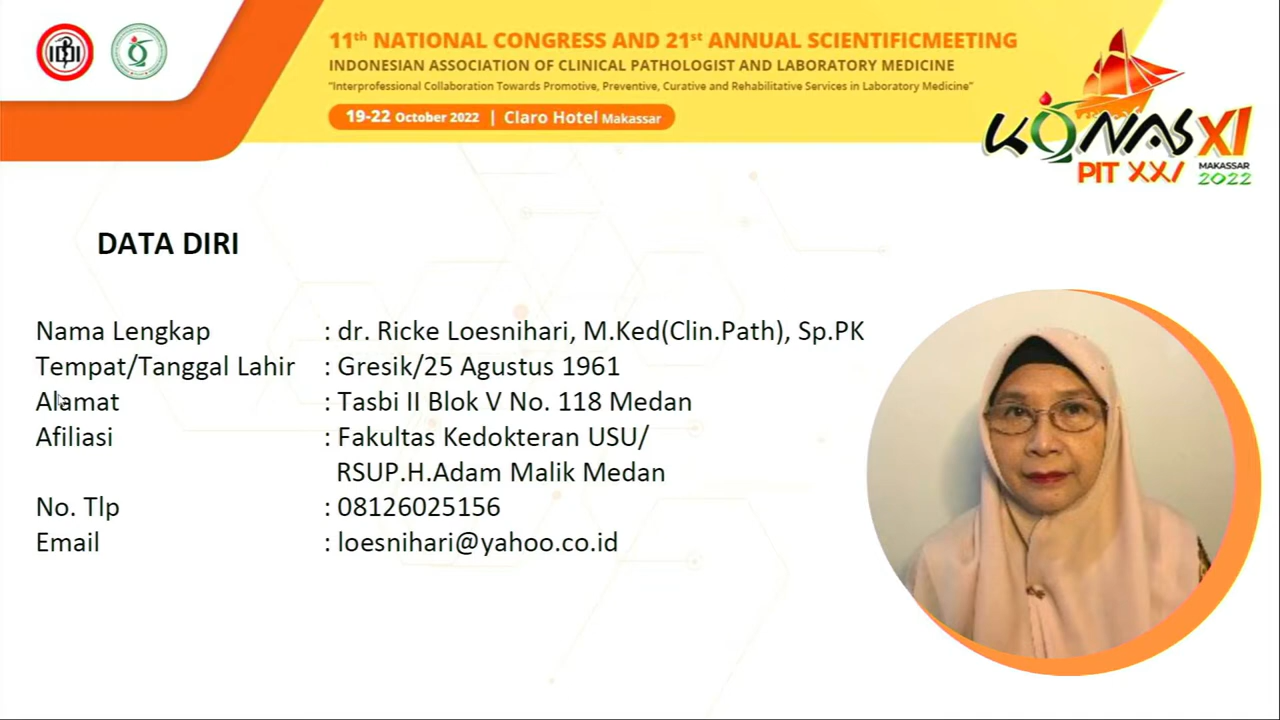 11th NATIONAL CONGRESS AND 21st ANNUAL SCIENTIFICMEETING
INDONESIAN ASSOCIATION OF CLINICAL PATHOLOGIST AND LABORATORY MEDICINE
"Interprofessional Collaboration Towards Promotive, Preventive, Curative and Rehabilitative Services in Laboratory Medicine"
19-22 October 2022 | Claro Hotel Makassar
KONAS XI
PIT XXI
MAKASSAR
2022
DATA DIRI
Nama Lengkap : dr. Ricke Loesnihari, M.Ked(Clin.Path), Sp.PK
Tempat/Tanggal Lahir : Gresik/25 Agustus 1961
Alamat : Tasbi II Blok V No. 118 Medan
Afiliasi : Fakultas Kedokteran USU/
RSUP.H.Adam Malik Medan
No. Tlp : 08126025156
Email : loesnihari@yahoo.co.id